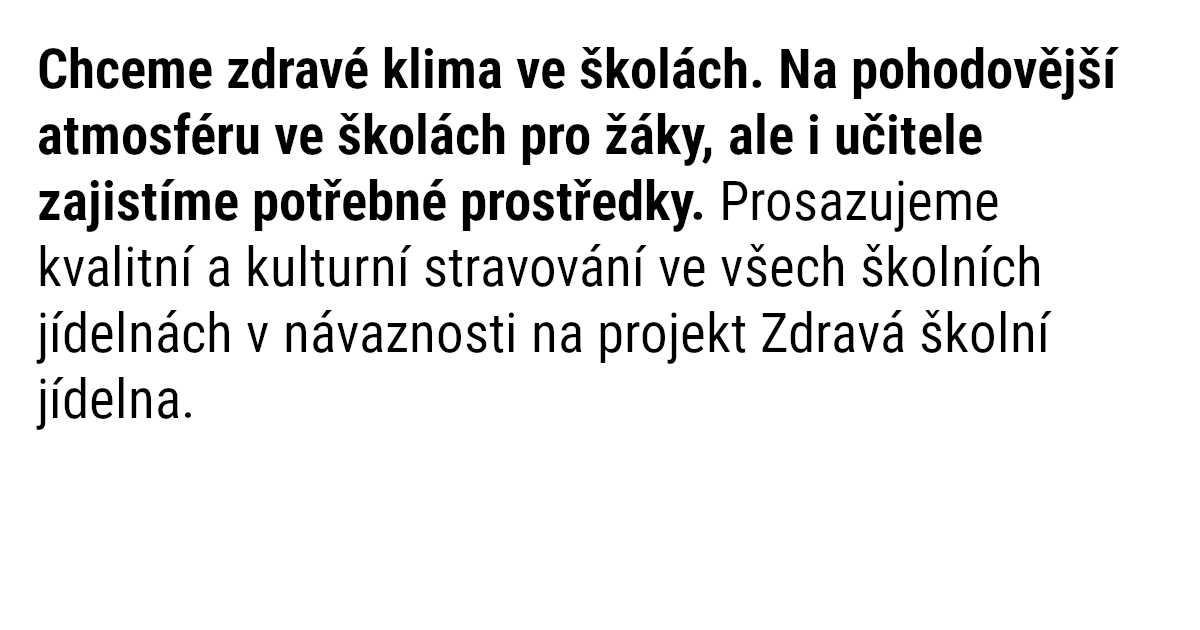 Chceme zdravé klima ve školách. Na pohodovější
atmosféru ve školách pro žáky, ale i učitele
zajistíme potřebné prostředky. Prosazujeme
kvalitní a kulturní stravování ve všech školních
jídelnách v návaznosti na projekt Zdravá školní
jídelna.